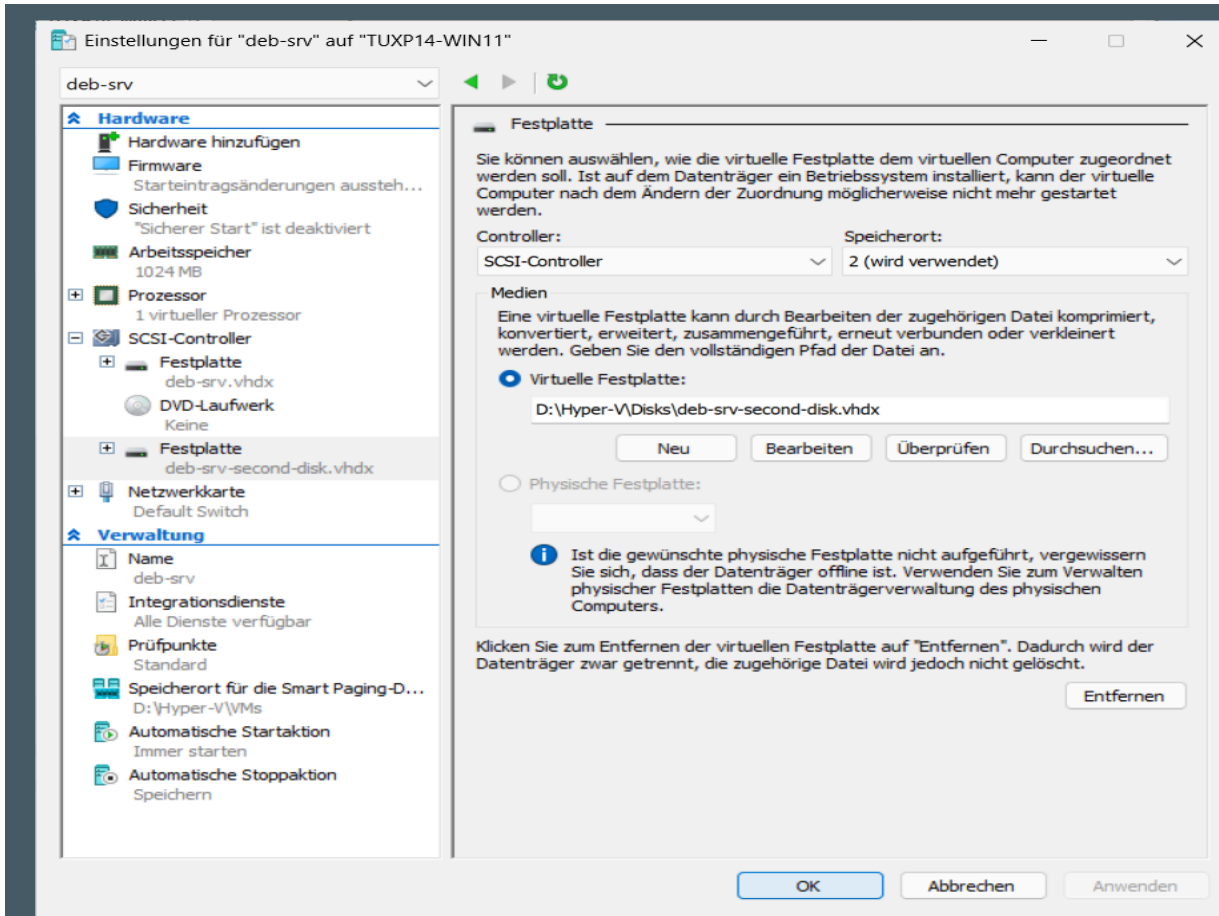 Einstellungen für "deb-srv" auf "TUXP14-WIN11"
deb-srv
Hardware
Hardware hinzufügen
Firmware
Starteintragsänderungen aussteh...
Sicherheit
"Sicherer Start" ist deaktiviert
Arbeitsspeicher
1024 MB
Prozessor
1 virtueller Prozessor
SCSI-Controller
Festplatte
deb-srv.vhdx
DVD-Laufwerk
Keine
Festplatte
deb-srv-second-disk.vhdx
Netzwerkkarte
Default Switch
Verwaltung
Name
deb-srv
Integrationsdienste
Alle Dienste verfügbar
Prüfpunkte
Standard
Speicherort für die Smart Paging-D...
D:\Hyper-V\VMs
Automatische Startaktion
Immer starten
Automatische Stoppaktion
Speichern
Festplatte
Sie können auswählen, wie die virtuelle Festplatte dem virtuellen Computer zugeordnet
werden soll. Ist auf dem Datenträger ein Betriebssystem installiert, kann der virtuelle
Computer nach dem Ändern der Zuordnung möglicherweise nicht mehr gestartet
werden.
Controller:
Speicherort:
SCSI-Controller
2 (wird verwendet)
Medien
Eine virtuelle Festplatte kann durch Bearbeiten der zugehörigen Datei komprimiert,
konvertiert, erweitert, zusammengeführt, erneut verbunden oder verkleinert
werden. Geben Sie den vollständigen Pfad der Datei an.
Virtuelle Festplatte:
D:\Hyper-V\Disks\deb-srv-second-disk.vhdx
Neu
Bearbeiten
Überprüfen
Durchsuchen...
Physische Festplatte:
Ist die gewünschte physische Festplatte nicht aufgeführt, vergewissern
Sie sich, dass der Datenträger offline ist. Verwenden Sie zum Verwalten
physischer Festplatten die Datenträgerverwaltung des physischen
Computers.
Klicken Sie zum Entfernen der virtuellen Festplatte auf "Entfernen". Dadurch wird der
Datenträger zwar getrennt, die zugehörige Datei wird jedoch nicht gelöscht.
Entfernen
OK
Abbrechen
Anwenden